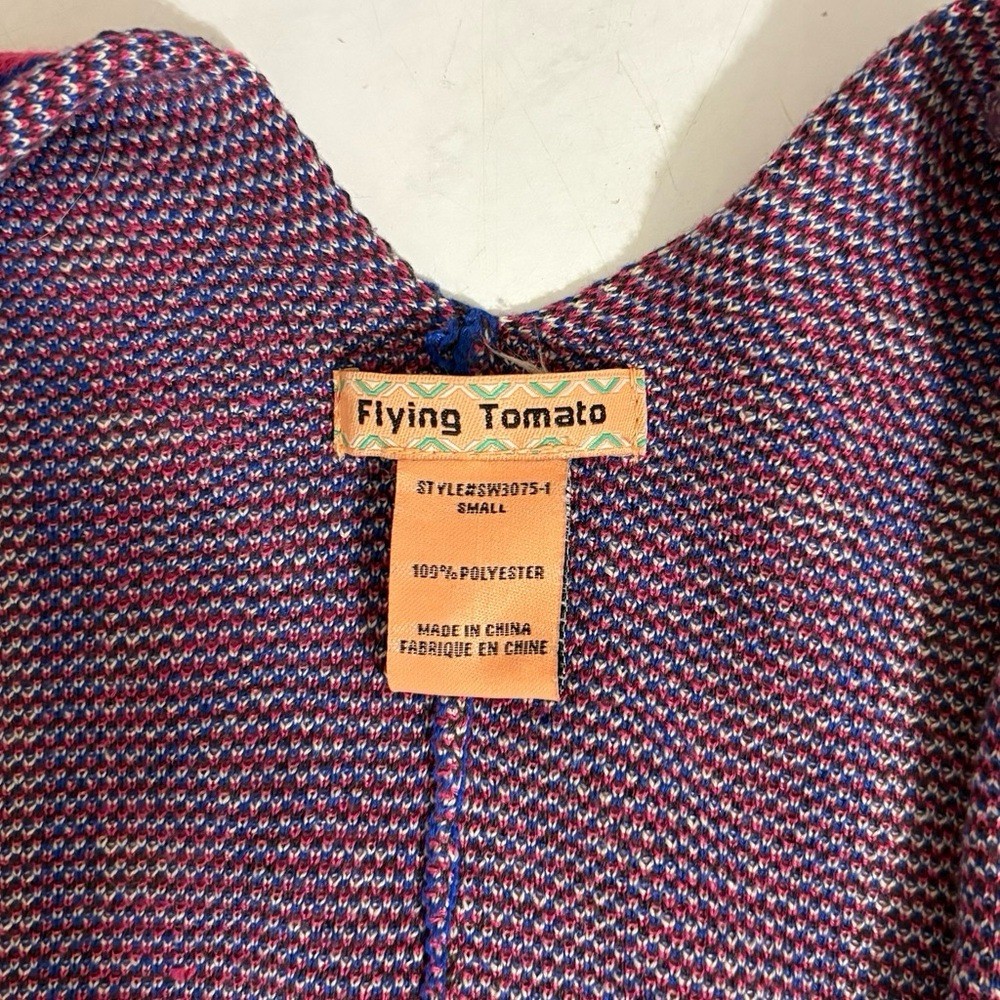 Flying Tomato
STYLE#SW3075-1
SMALL
100% POLYESTER
MADE IN CHINA
FABRIQUE EN CHINE